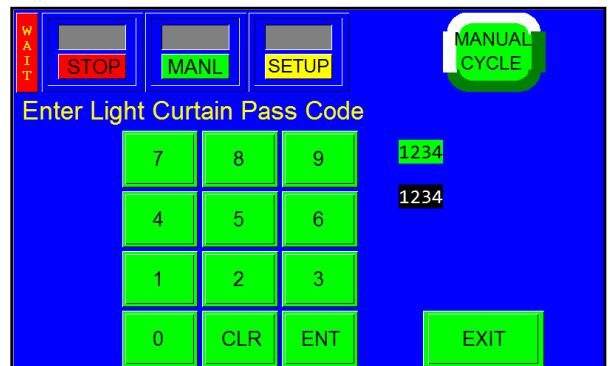 WAIT
STOP MANL SETUP
MANUAL
CYCLE
Enter Light Curtain Pass Code
7 8 9 1234
1234
4 5 6
1 2 3
0 CLR ENT EXIT